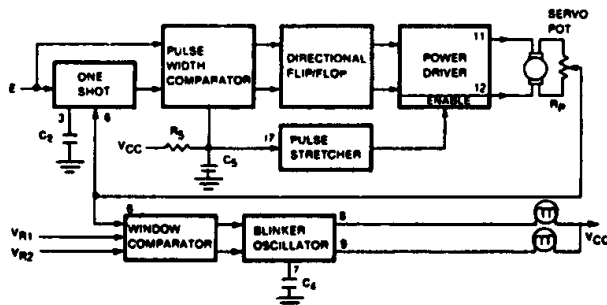 SERVO
POT
11
PULSE
WIDTH
COMPARATOR
DIRECTIONAL
FLIP/FLOP
POWER
DRIVER
E
ONE
SHOT
12
ENABLE
RP
3
6
C2
VCC
R5
17
PULSE
STRETCHER
C5
6
8
VR1
VR2
WINDOW
COMPARATOR
BLINKER
OSCILLATOR
9
VCC
7
C4